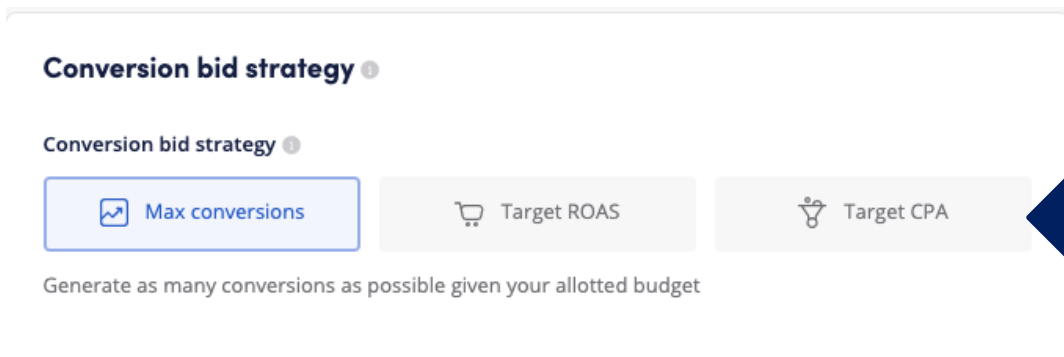 Conversion bid strategy
Conversion bid strategy
Max conversions
Target ROAS
Target CPA
Generate as many conversions as possible given your allotted budget